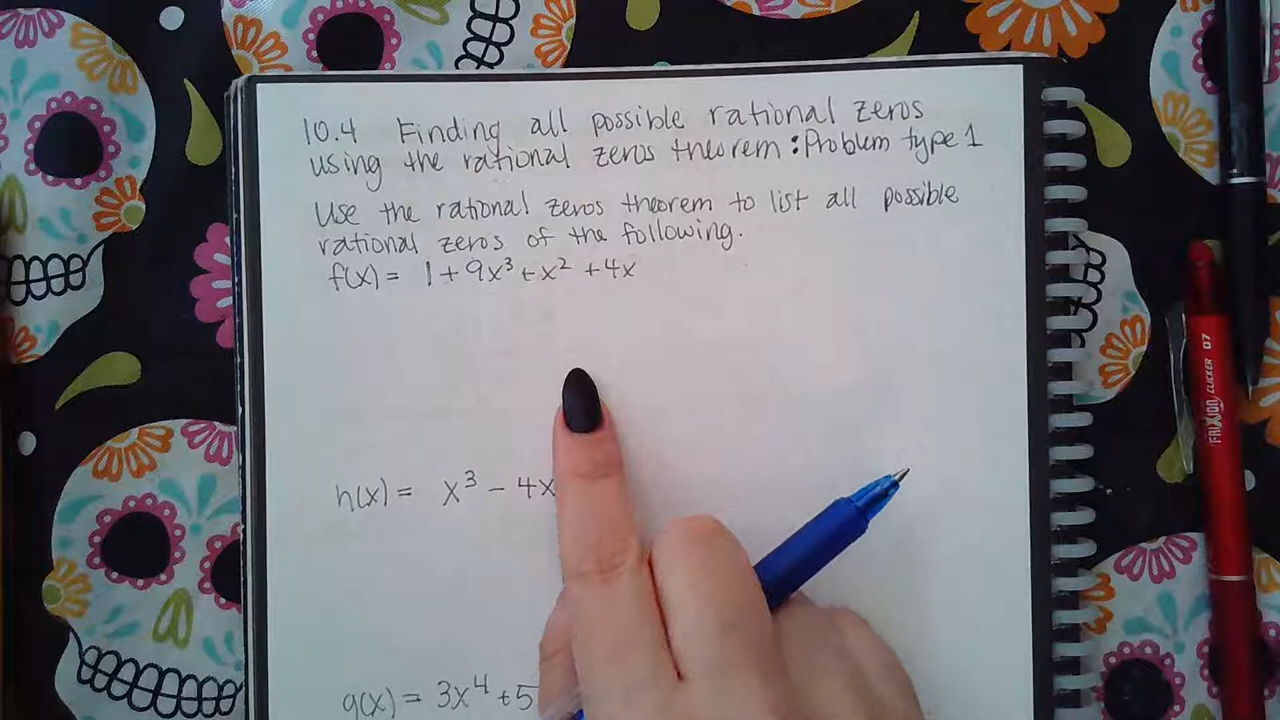 10.4 Finding all possible rational zeros
using the rational zeros theorem: Problem type 1
Use the rational zeros theorem to list all possible
rational zeros of the following.
f(x) = 1 + 9x³ + x² + 4x
h(x) = x³ - 4x
g(x) = 3x⁴ + 5
FRIXION CLICKER 07